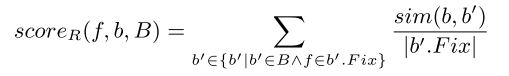 score_R(f, b, B) = \sum_{b' \in \{b' | b' \in B \wedge f \in b'.Fix\}} \frac{sim(b, b')}{|b'.Fix|}